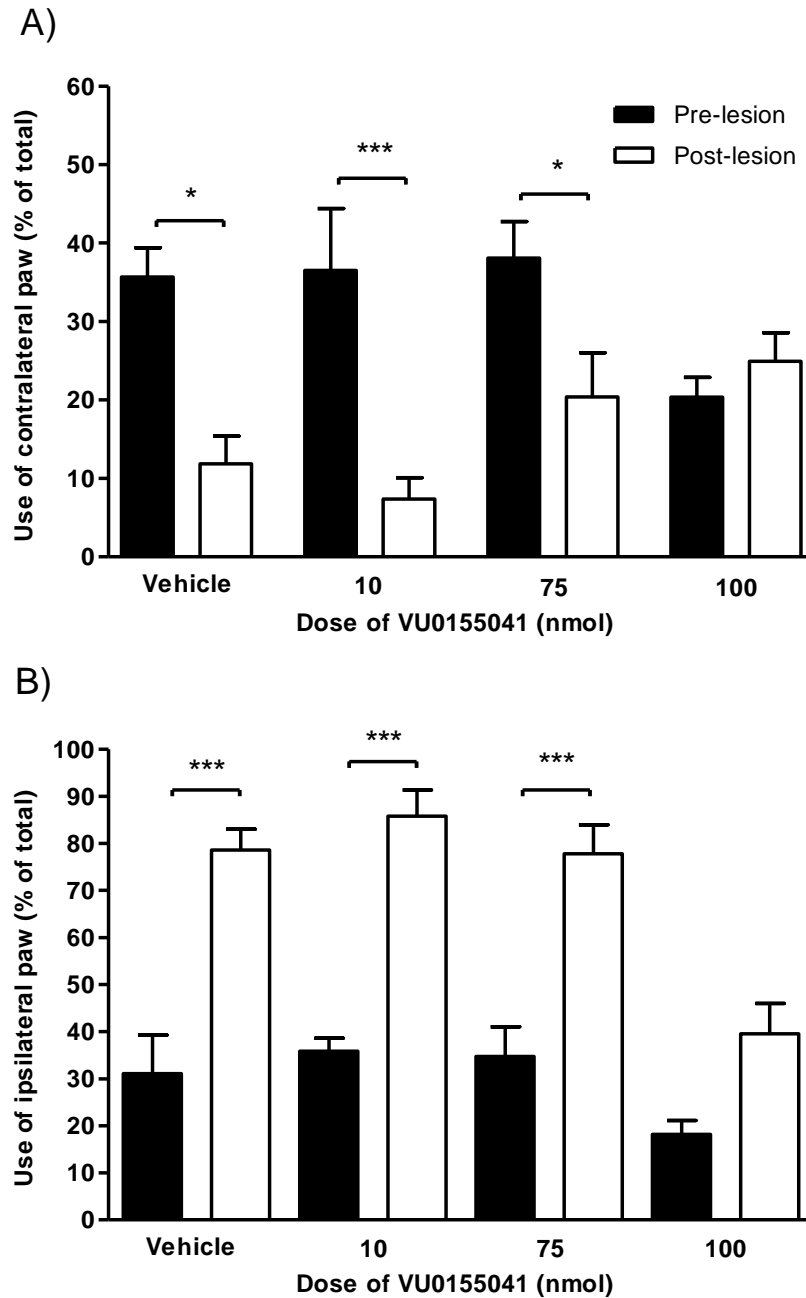 A)
Use of contralateral paw (% of total)
60
50
40
30
20
10
0
Pre-lesion
Post-lesion
*
***
*
Vehicle 10 75 100
Dose of VU0155041 (nmol)
B)
Use of ipsilateral paw (% of total)
100
90
80
70
60
50
40
30
20
10
0
***
***
***
Vehicle 10 75 100
Dose of VU0155041 (nmol)